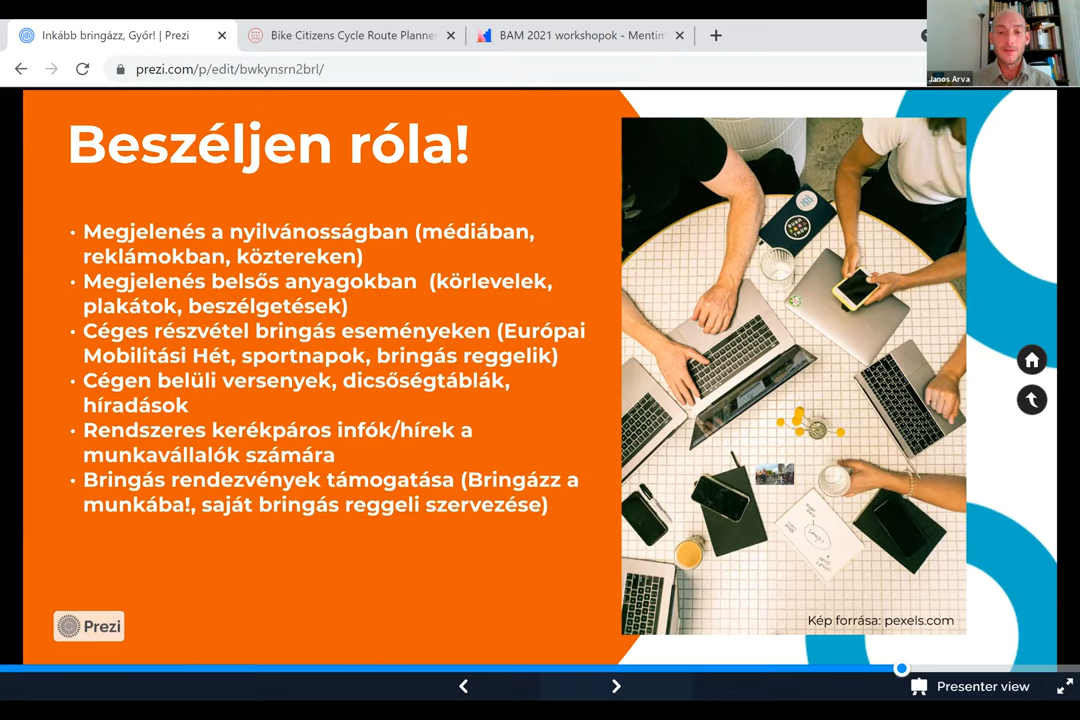 Inkább bringázz, Győr! | Prezi
Bike Citizens Cycle Route Planner
BAM 2021 workshopok - Mentim
prezi.com/p/edit/bwkynsrn2brl/
Janos Arva
Beszéljen róla!
• Megjelenés a nyilvánosságban (médiában,
reklámokban, köztereken)
• Megjelenés belsős anyagokban (körlevelek,
plakátok, beszélgetések)
• Céges részvétel bringás eseményeken (Európai
Mobilitási Hét, sportnapok, bringás reggelik)
• Cégen belüli versenyek, dicsőségtáblák,
híradások
• Rendszeres kerékpáros infók/hírek a
munkavállalók számára
• Bringás rendezvények támogatása (Bringázz a
munkába!, saját bringás reggeli szervezése)
Prezi
Kép forrása: pexels.com
Presenter view